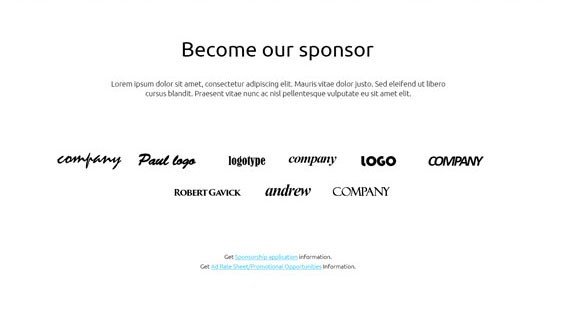 Become our sponsor
Lorem ipsum dolor sit amet, consectetur adipiscing elit. Mauris vitae dolor justo. Sed eleifend ut libero
cursus blandit. Praesent vitae nunc ac nisl pellentesque vulputate eu sit amet elit.
company Paul logo logotype company LOGO COMPANY
ROBERT GAVICK andrew COMPANY
Get Sponsorship application information.
Get Ad Rate Sheet/Promotional Opportunities Information.